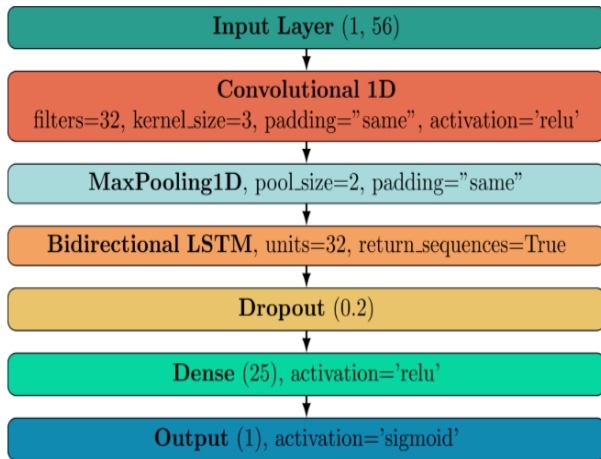 Input Layer (1, 56)
Convolutional 1D
filters=32, kernel_size=3, padding="same", activation='relu'
MaxPooling1D, pool_size=2, padding="same"
Bidirectional LSTM, units=32, return_sequences=True
Dropout (0.2)
Dense (25), activation='relu'
Output (1), activation='sigmoid'